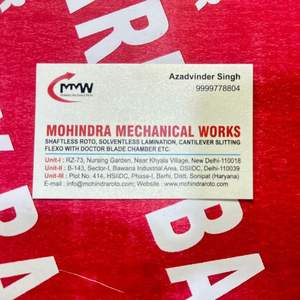 MMW
Azadvinder Singh
9999778804
MOHINDRA MECHANICAL WORKS
SHAFTLESS ROTO, SOLVENTLESS LAMINATION, CANTILEVER SLITTING
FLEXO WITH DOCTOR BLADE CHAMBER ETC.
Unit-I : RZ-73, Nursing Garden, Near Khyala Village, New Delhi-110018
Unit-II : B-143, Sector-I, Bawana Industrial Area, DSIIDC, Delhi-110039
Unit-III : Plot No. 414, HSIIDC, Phase-I, Barhi, Distt. Sonipat (Haryana)
E-mail : info@mohindraroto.com; Website : www.mohindraroto.com